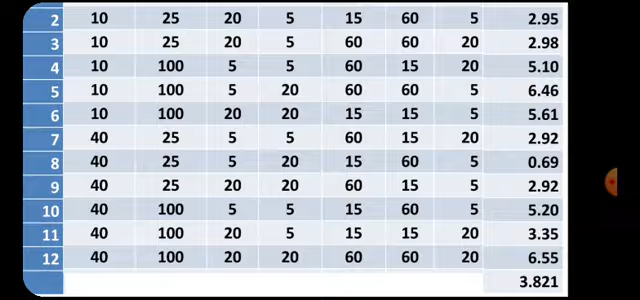 2 10 25 20 5 15 60 5 2.95
3 10 25 20 5 60 60 20 2.98
4 10 100 5 5 60 15 20 5.10
5 10 100 5 20 60 60 5 6.46
6 10 100 20 20 15 15 5 5.61
7 40 25 5 5 60 15 20 2.92
8 40 25 5 20 15 60 5 0.69
9 40 25 20 20 60 15 5 2.92
10 40 100 5 5 15 60 5 5.20
11 40 100 20 5 15 15 20 3.35
12 40 100 20 20 60 60 20 6.55
3.821